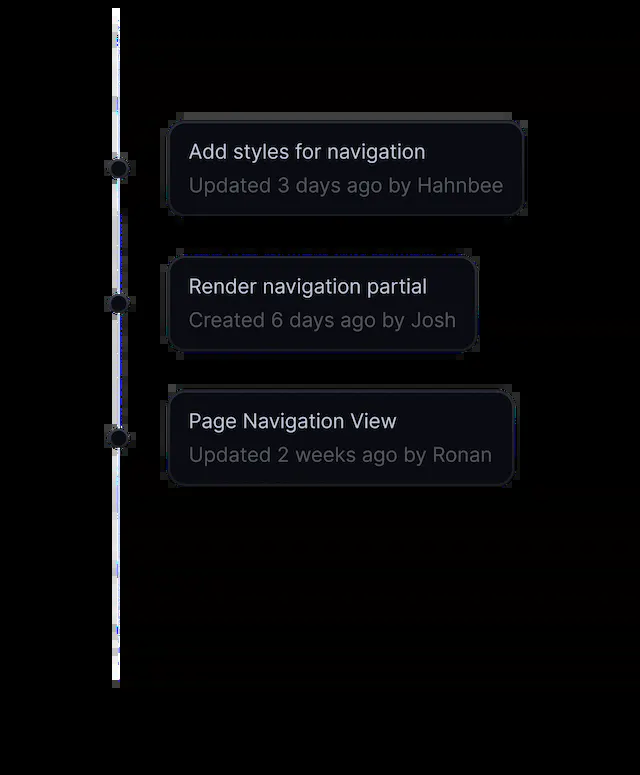 Add styles for navigation
Updated 3 days ago by Hahnbee
Render navigation partial
Created 6 days ago by Josh
Page Navigation View
Updated 2 weeks ago by Ronan